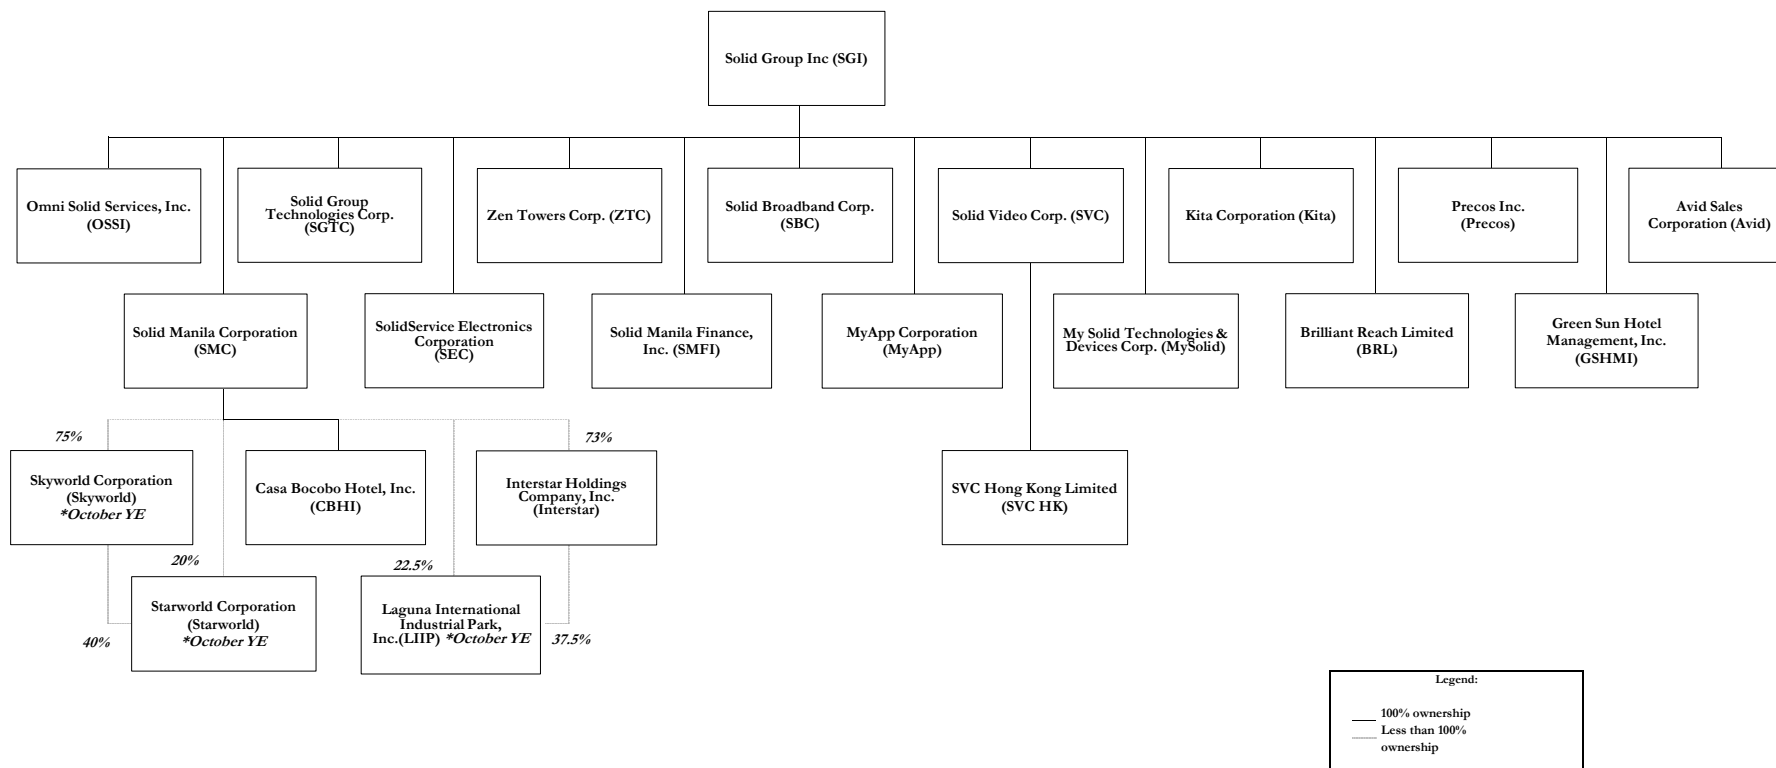 Solid Group Inc (SGI)
Omni Solid Services, Inc.
(OSSI)
Solid Group
Technologies Corp.
(SGTC)
Zen Towers Corp. (ZTC)
Solid Broadband Corp.
(SBC)
Solid Video Corp. (SVC)
Kita Corporation (Kita)
Precos Inc.
(Precos)
Avid Sales
Corporation (Avid)
Solid Manila Corporation
(SMC)
SolidService Electronics
Corporation
(SEC)
Solid Manila Finance,
Inc. (SMFI)
MyApp Corporation
(MyApp)
My Solid Technologies &
Devices Corp. (MySolid)
Brilliant Reach Limited
(BRL)
Green Sun Hotel
Management, Inc.
(GSHMI)
75%
73%
Skyworld Corporation
(Skyworld)
*October YE
Casa Bocobo Hotel, Inc.
(CBHI)
Interstar Holdings
Company, Inc.
(Interstar)
SVC Hong Kong Limited
(SVC HK)
20%
22.5%
Starworld Corporation
(Starworld)
*October YE
Laguna International
Industrial Park,
Inc.(LIIP) *October YE
40%
37.5%
Legend:
100% ownership
Less than 100%
ownership